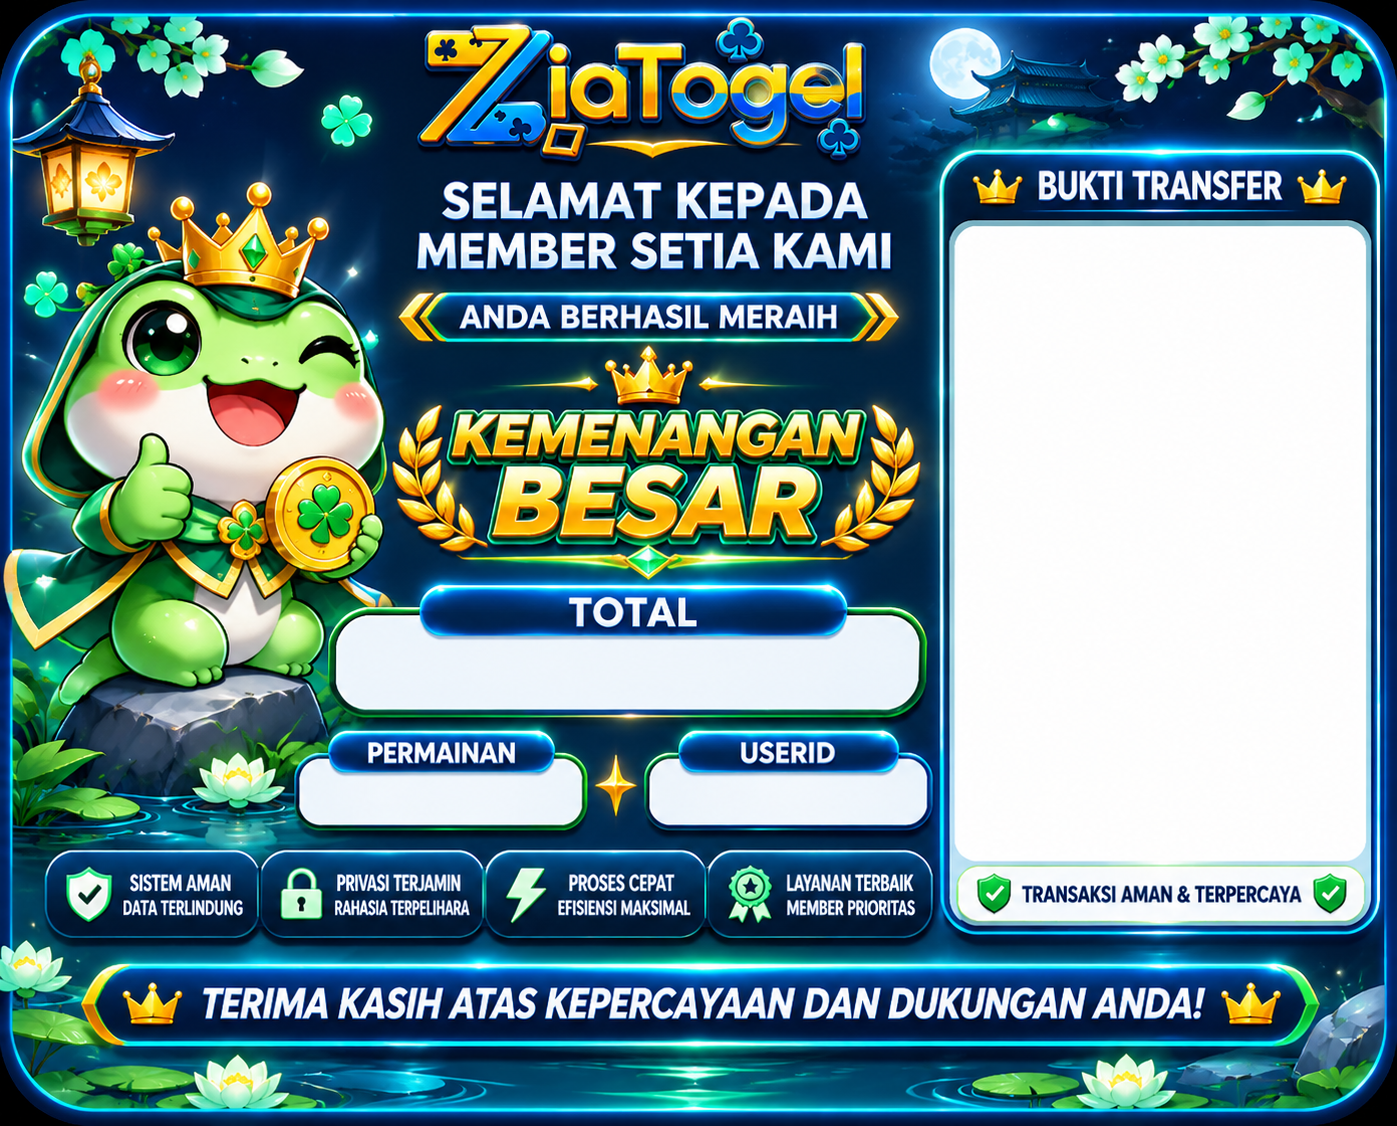 ZiaTogel
SELAMAT KEPADA
MEMBER SETIA KAMI
ANDA BERHASIL MERAIH
KEMENANGAN
BESAR
TOTAL
PERMAINAN
USERID
BUKTI TRANSFER
TRANSAKSI AMAN & TERPERCAYA
SISTEM AMAN
DATA TERLINDUNG
PRIVASI TERJAMIN
RAHASIA TERPELIHARA
PROSES CEPAT
EFISIENSI MAKSIMAL
LAYANAN TERBAIK
MEMBER PRIORITAS
TERIMA KASIH ATAS KEPERCAYAAN DAN DUKUNGAN ANDA!